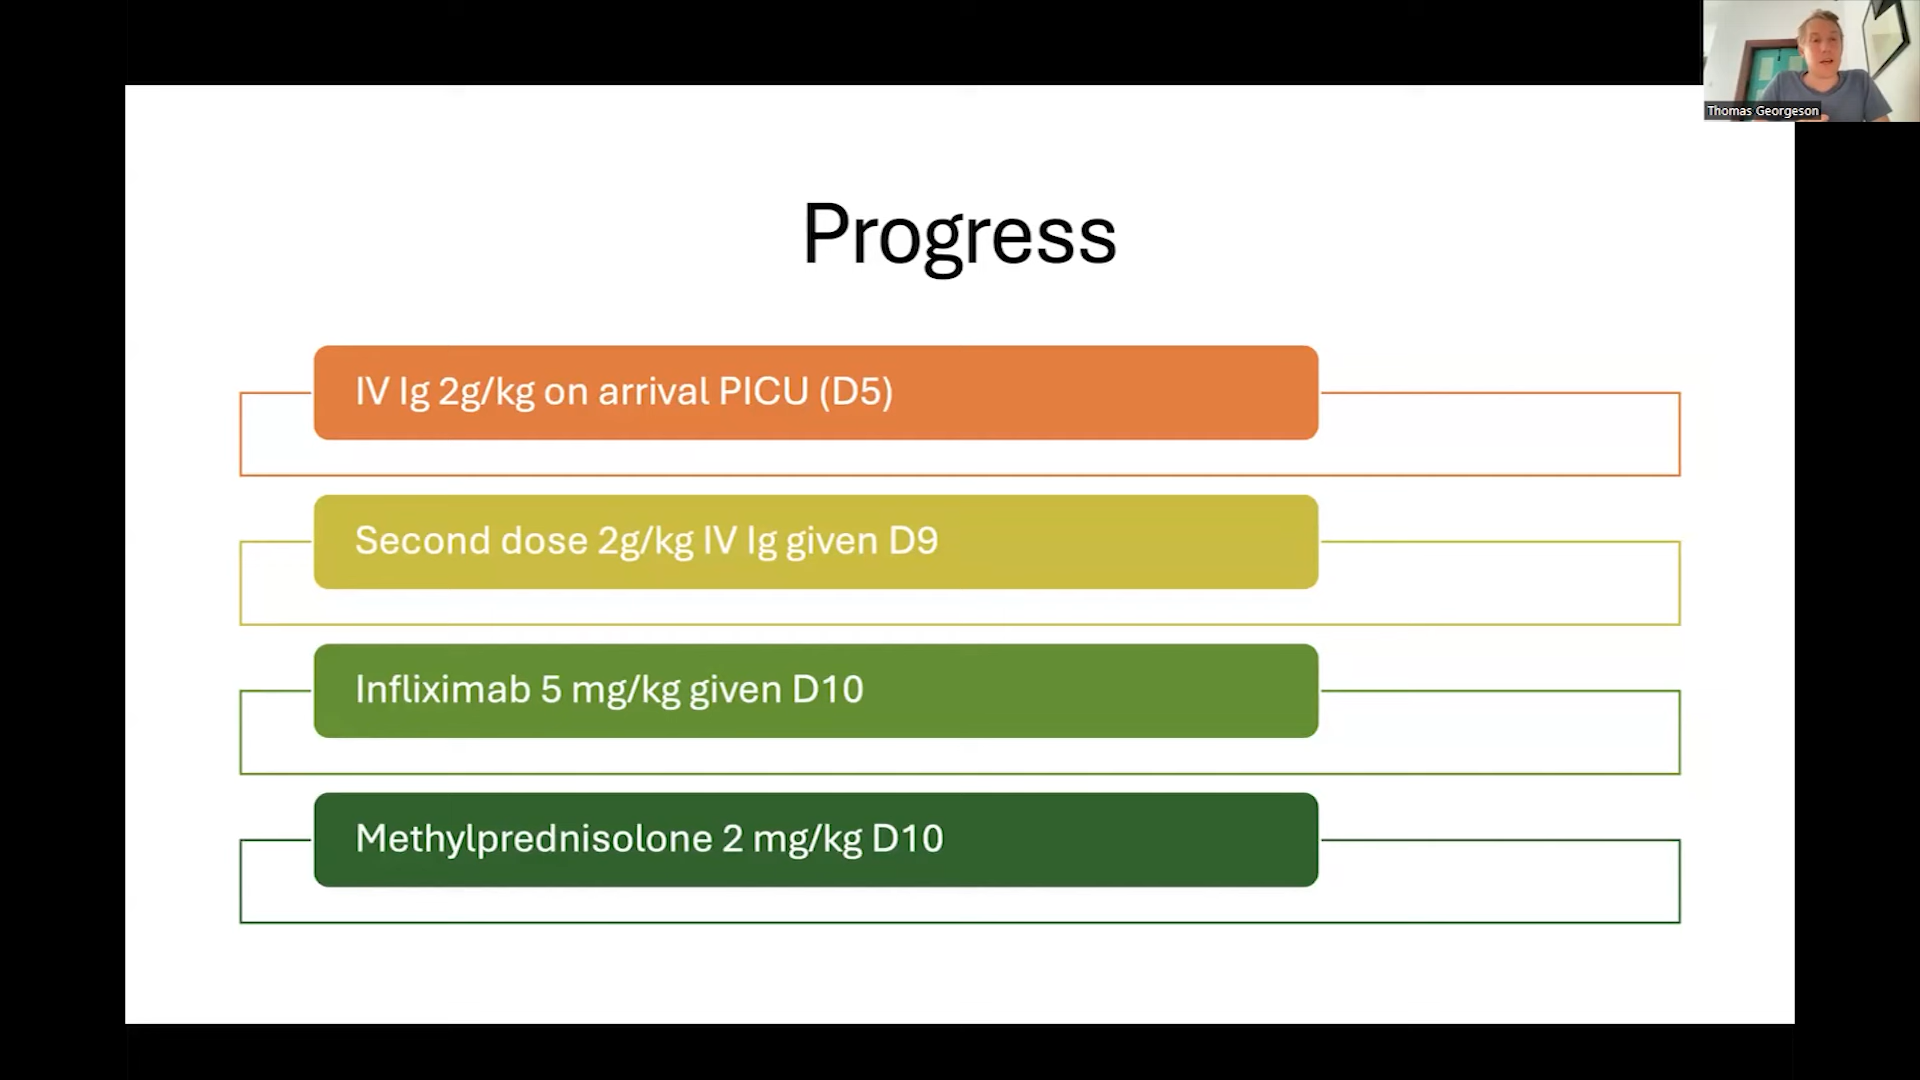 Thomas Georgeson
Progress
IV Ig 2g/kg on arrival PICU (D5)
Second dose 2g/kg IV Ig given D9
Infliximab 5 mg/kg given D10
Methylprednisolone 2 mg/kg D10